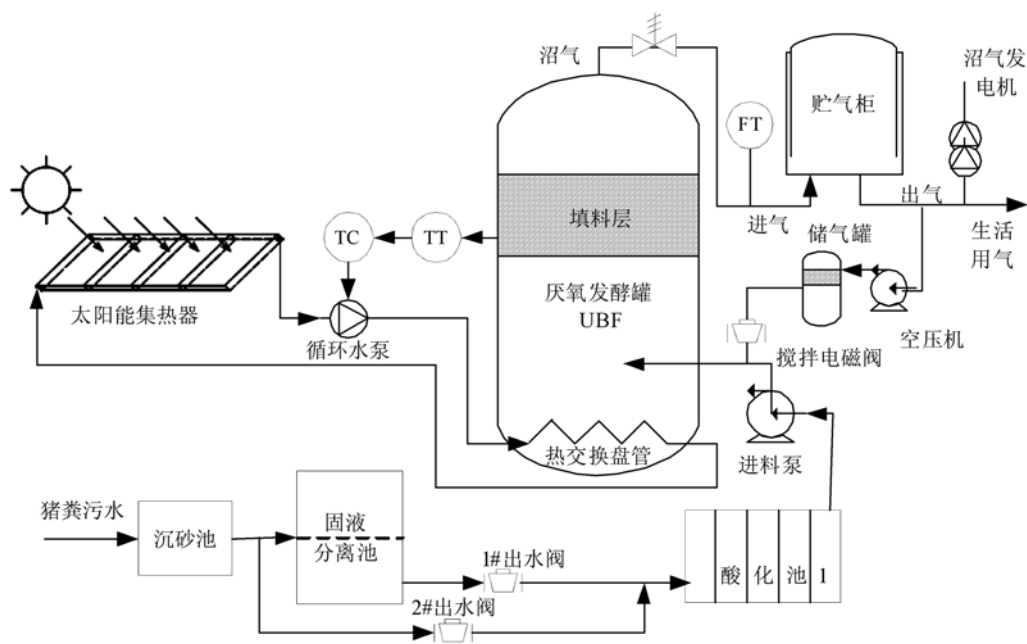 沼气
沼气发
电机
贮气柜
FT
填料层
出气
进气
生活
用气
TC
TT
储气罐
厌氧发酵罐
UBF
太阳能集热器
循环水泵
空压机
搅拌电磁阀
热交换盘管
进料泵
猪粪污水
沉砂池
固液
分离池
1#出水阀
2#出水阀
酸化池1